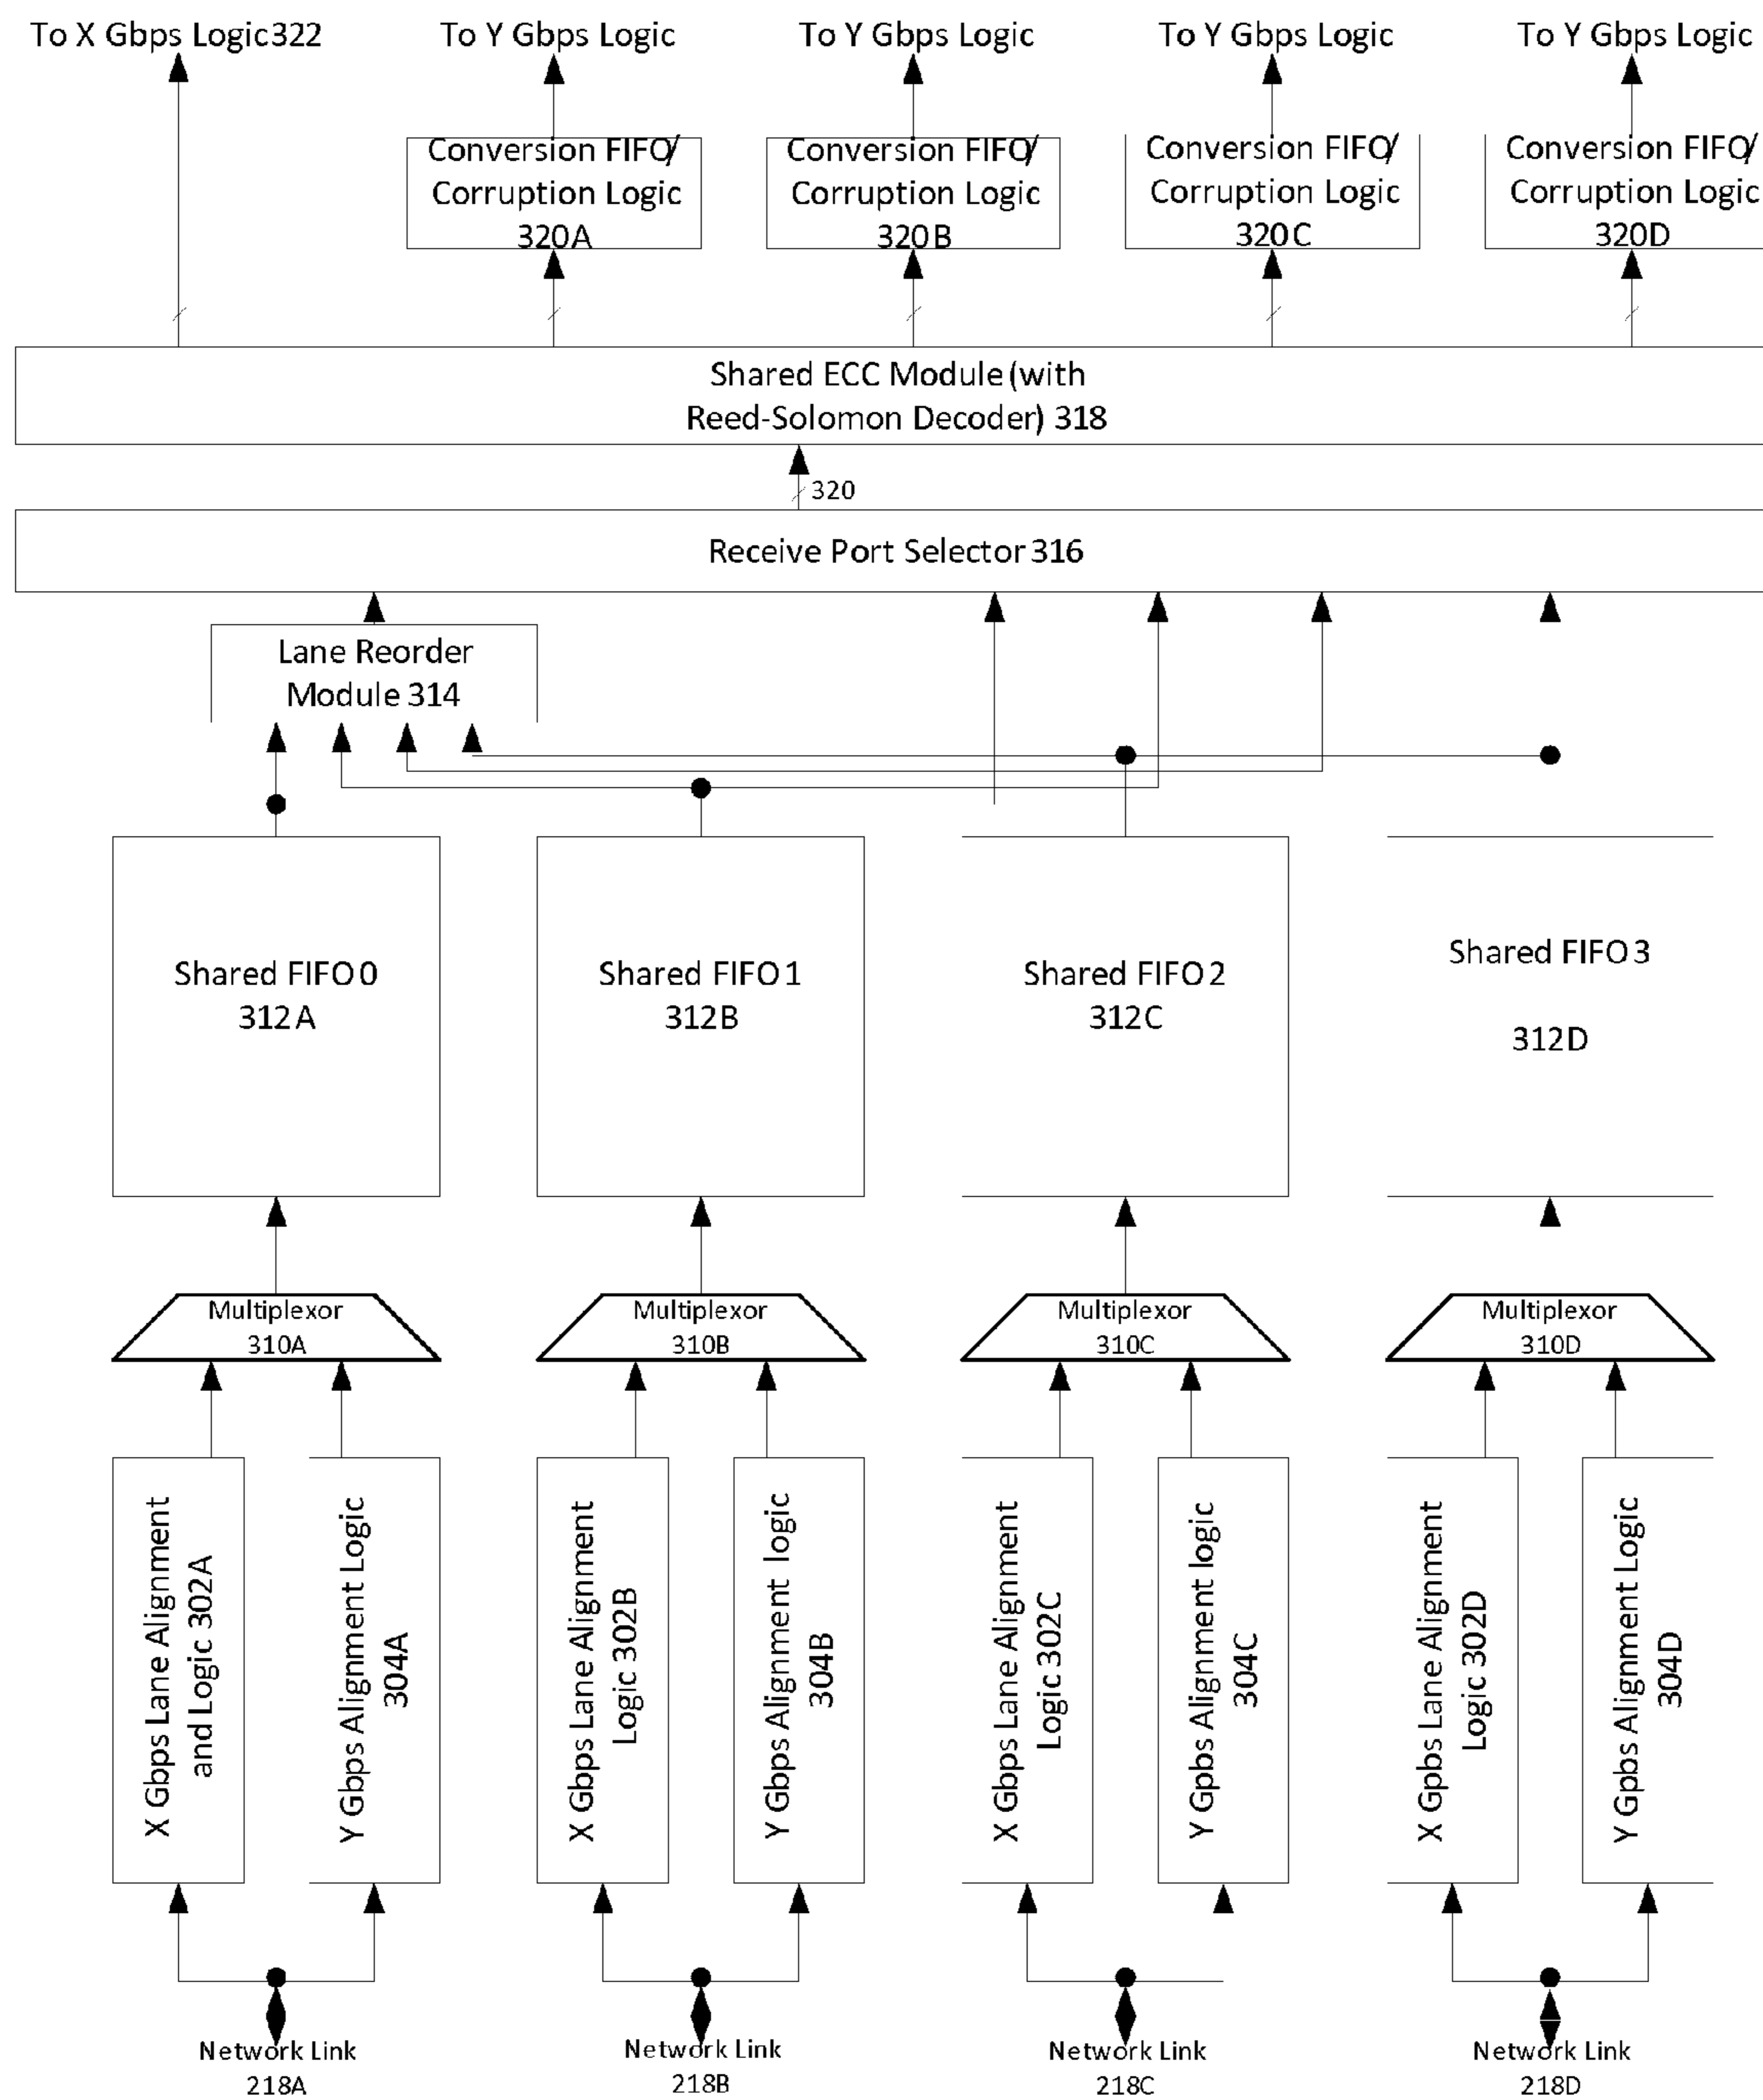 To X Gbps Logic 322
To Y Gbps Logic
To Y Gbps Logic
To Y Gbps Logic
To Y Gbps Logic
Conversion FIFO/
Corruption Logic
320A
Conversion FIFO/
Corruption Logic
320B
Conversion FIFO/
Corruption Logic
320C
Conversion FIFO/
Corruption Logic
320D
Shared ECC Module (with
Reed-Solomon Decoder) 318
320
Receive Port Selector 316
Lane Reorder
Module 314
Shared FIFO 0
312A
Shared FIFO 1
312B
Shared FIFO 2
312C
Shared FIFO 3
312D
Multiplexor
310A
Multiplexor
310B
Multiplexor
310C
Multiplexor
310D
X Gbps Lane Alignment
and Logic 302A
Y Gbps Alignment Logic
304A
X Gbps Lane Alignment
Logic 302B
Y Gbps Alignment logic
304B
X Gbps Lane Alignment
Logic 302C
Y Gpbs Alignment logic
304C
X Gpbs Lane Alignment
Logic 302D
Y Gpbs Alignment Logic
304D
Network Link
218A
Network Link
218B
Network Link
218C
Network Link
218D